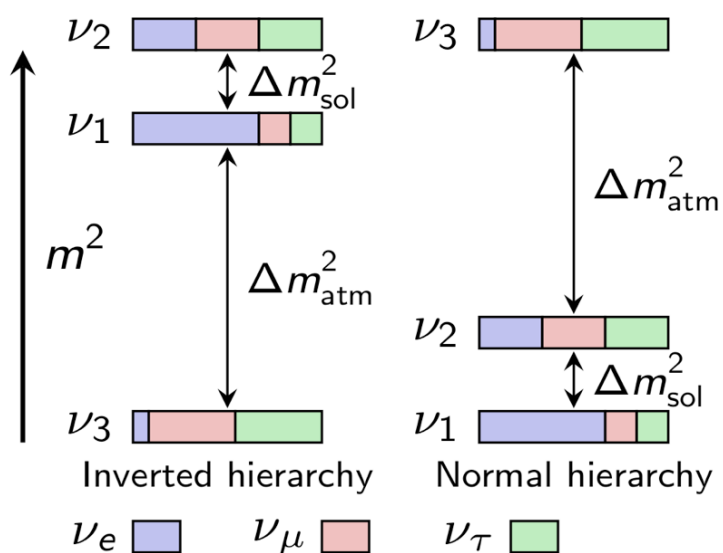 ν₂
Δm²sol
ν₁
m²
Δm²atm
ν₃
Inverted hierarchy
ν₃
Δm²atm
ν₂
Δm²sol
ν₁
Normal hierarchy
νₑ νμ ντ